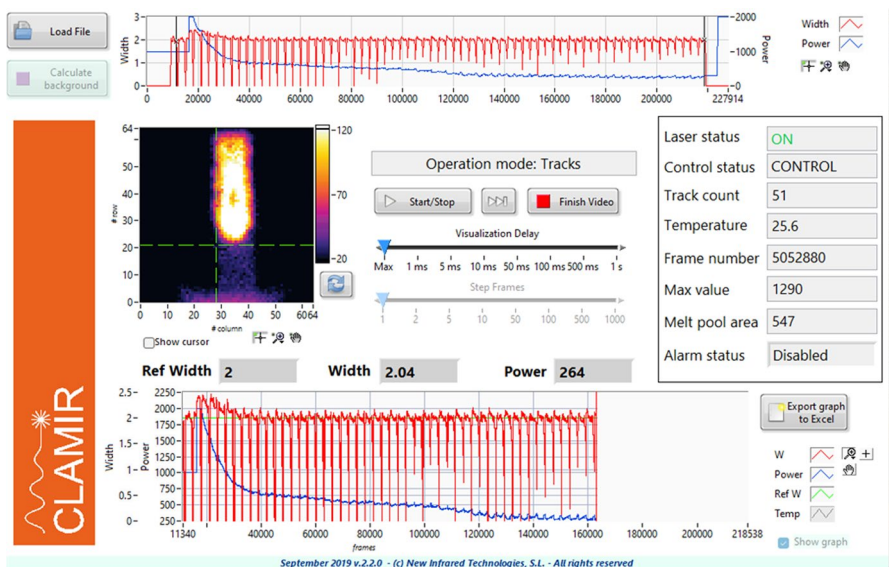 Load File
Calculate
background
3-
2-
1-
0-
Width
0 20000 40000 60000 80000 100000 120000 140000 160000 180000 200000 227914
-2000
-1000
-0
Power
Width
Power
64-
50-
40-
30-
20-
10-
0-
# row
0 10 20 30 40 50 6064
# column
-120
-70
-20
Show cursor
Operation mode: Tracks
Start/Stop
Finish Video
Visualization Delay
Max 1 ms 5 ms 10 ms 50 ms 100 ms 500 ms 1 s
Step Frames
1 2 5 10 50 100 500 1000
Laser status ON
Control status CONTROL
Track count 51
Temperature 25.6
Frame number 5052880
Max value 1290
Melt pool area 547
Alarm status Disabled
Ref Width 2 Width 2.04 Power 264
2.5-
2-
1.5-
1-
0.5-
0-
Width
2250-
2000-
1750-
1500-
1250-
1000-
750-
500-
250-
Power
11340 40000 60000 80000 100000 120000 140000 160000 180000 200000 218538
frames
Export graph
to Excel
W
Power
Ref W
Temp
Show graph
CLAMIR
September 2019 v.2.2.0 - (c) New Infrared Technologies, S.L. - All rights reserved